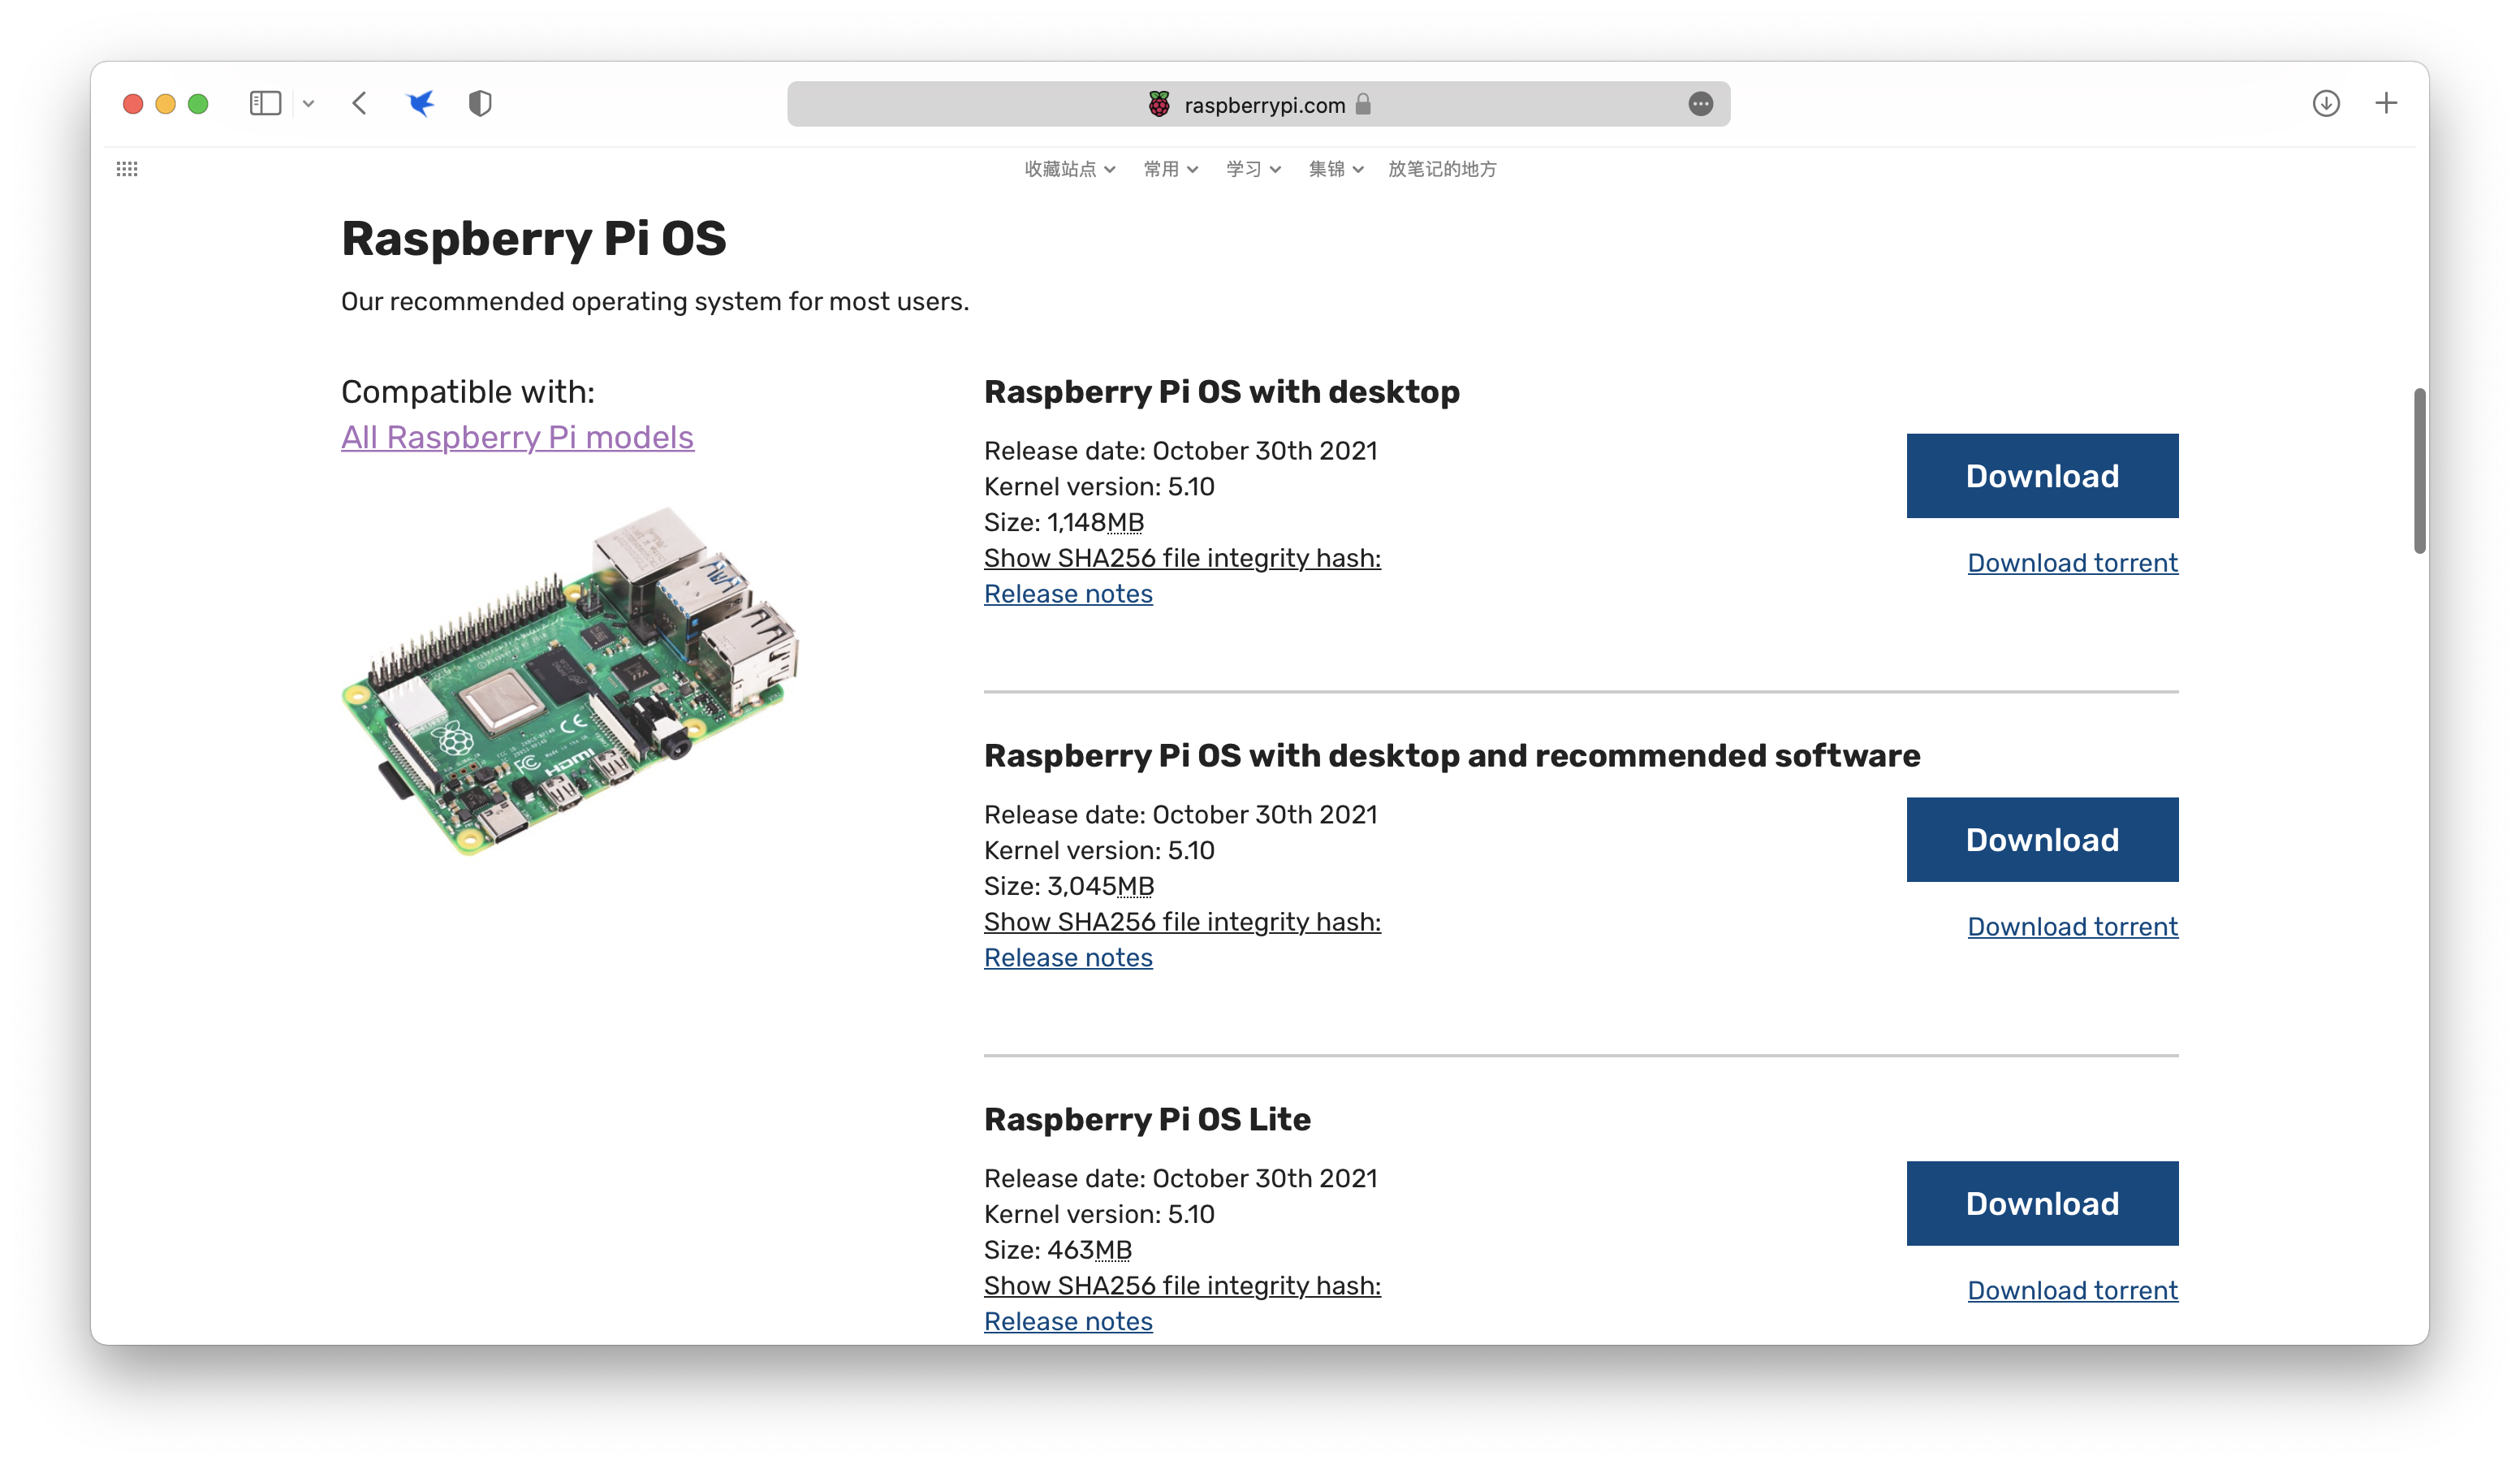 raspberrypi.com
收藏站点 常用 学习 集锦 放笔记的地方
Raspberry Pi OS
Our recommended operating system for most users.
Compatible with:
All Raspberry Pi models
HDMI
Raspberry Pi OS with desktop
Release date: October 30th 2021
Kernel version: 5.10
Size: 1,148MB
Show SHA256 file integrity hash:
Release notes
Download
Download torrent
Raspberry Pi OS with desktop and recommended software
Release date: October 30th 2021
Kernel version: 5.10
Size: 3,045MB
Show SHA256 file integrity hash:
Release notes
Download
Download torrent
Raspberry Pi OS Lite
Release date: October 30th 2021
Kernel version: 5.10
Size: 463MB
Show SHA256 file integrity hash:
Release notes
Download
Download torrent